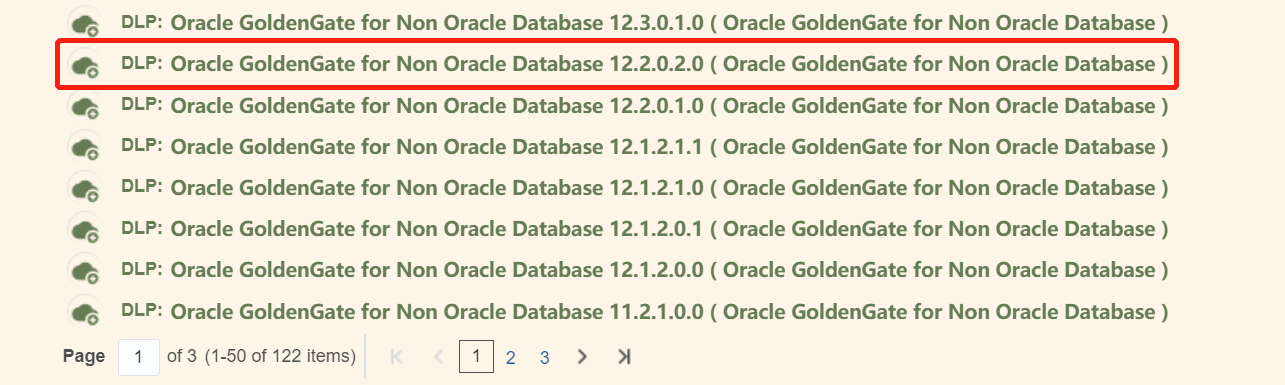 DLP: Oracle GoldenGate for Non Oracle Database 12.3.0.1.0 ( Oracle GoldenGate for Non Oracle Database )
DLP: Oracle GoldenGate for Non Oracle Database 12.2.0.2.0 ( Oracle GoldenGate for Non Oracle Database )
DLP: Oracle GoldenGate for Non Oracle Database 12.2.0.1.0 ( Oracle GoldenGate for Non Oracle Database )
DLP: Oracle GoldenGate for Non Oracle Database 12.1.2.1.1 ( Oracle GoldenGate for Non Oracle Database )
DLP: Oracle GoldenGate for Non Oracle Database 12.1.2.1.0 ( Oracle GoldenGate for Non Oracle Database )
DLP: Oracle GoldenGate for Non Oracle Database 12.1.2.0.1 ( Oracle GoldenGate for Non Oracle Database )
DLP: Oracle GoldenGate for Non Oracle Database 12.1.2.0.0 ( Oracle GoldenGate for Non Oracle Database )
DLP: Oracle GoldenGate for Non Oracle Database 11.2.1.0.0 ( Oracle GoldenGate for Non Oracle Database )
Page 1 of 3 (1-50 of 122 items) 1 2 3